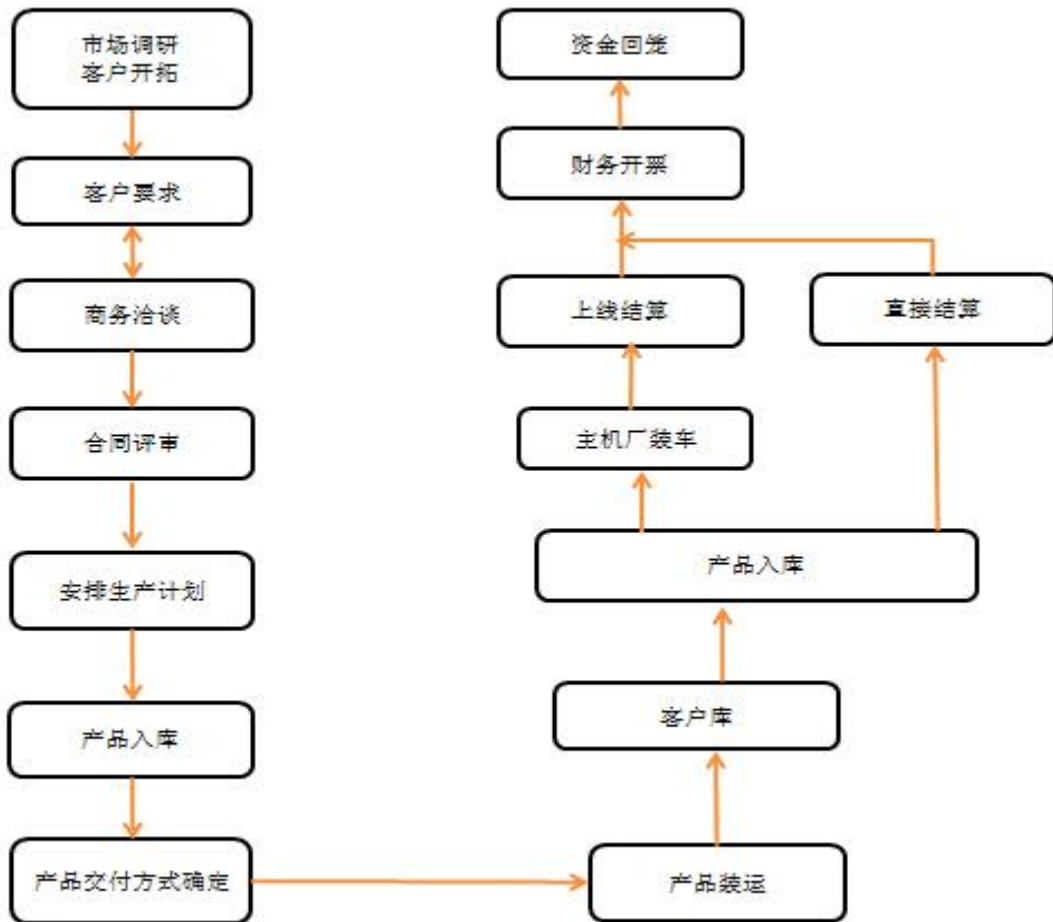 市场调研
客户开拓
客户要求
商务洽谈
合同评审
安排生产计划
产品入库
产品交付方式确定
产品装运
客户库
产品入库
主机厂装车
上线结算
直接结算
财务开票
资金回笼